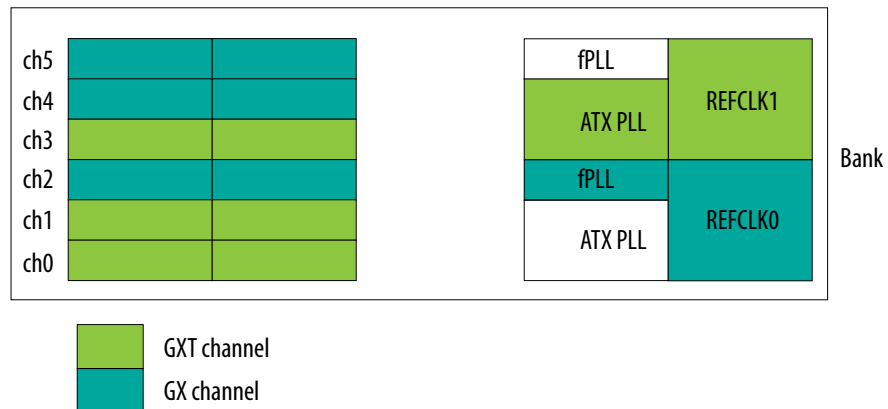 ch5
ch4
ch3
ch2
ch1
ch0
fPLL
ATX PLL
fPLL
ATX PLL
REFCLK1
REFCLK0
Bank
GXT channel
GX channel